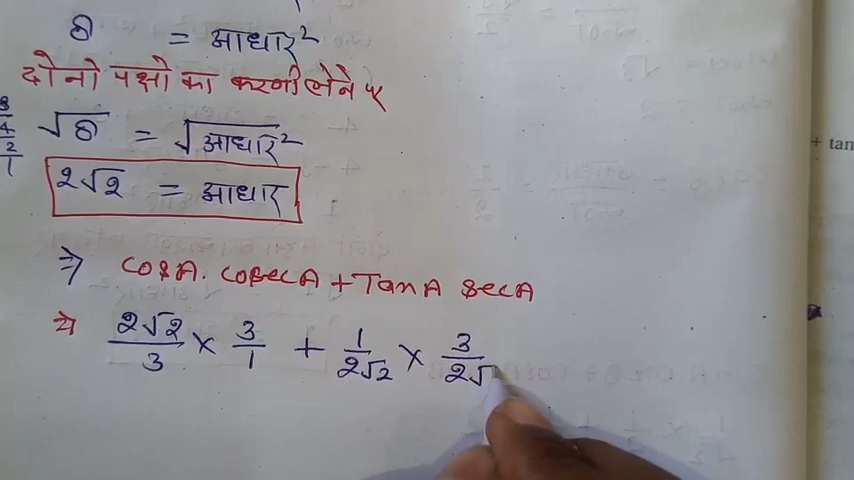 8 = आधार²
दोनो पक्षो का करणी लेने पर
√8 = √आधार²
2√2 = आधार
⇒ cosA. cosecA + TanA secA
⇒ 2√2/3 × 3/1 + 1/2√2 × 3/2√
+ tan